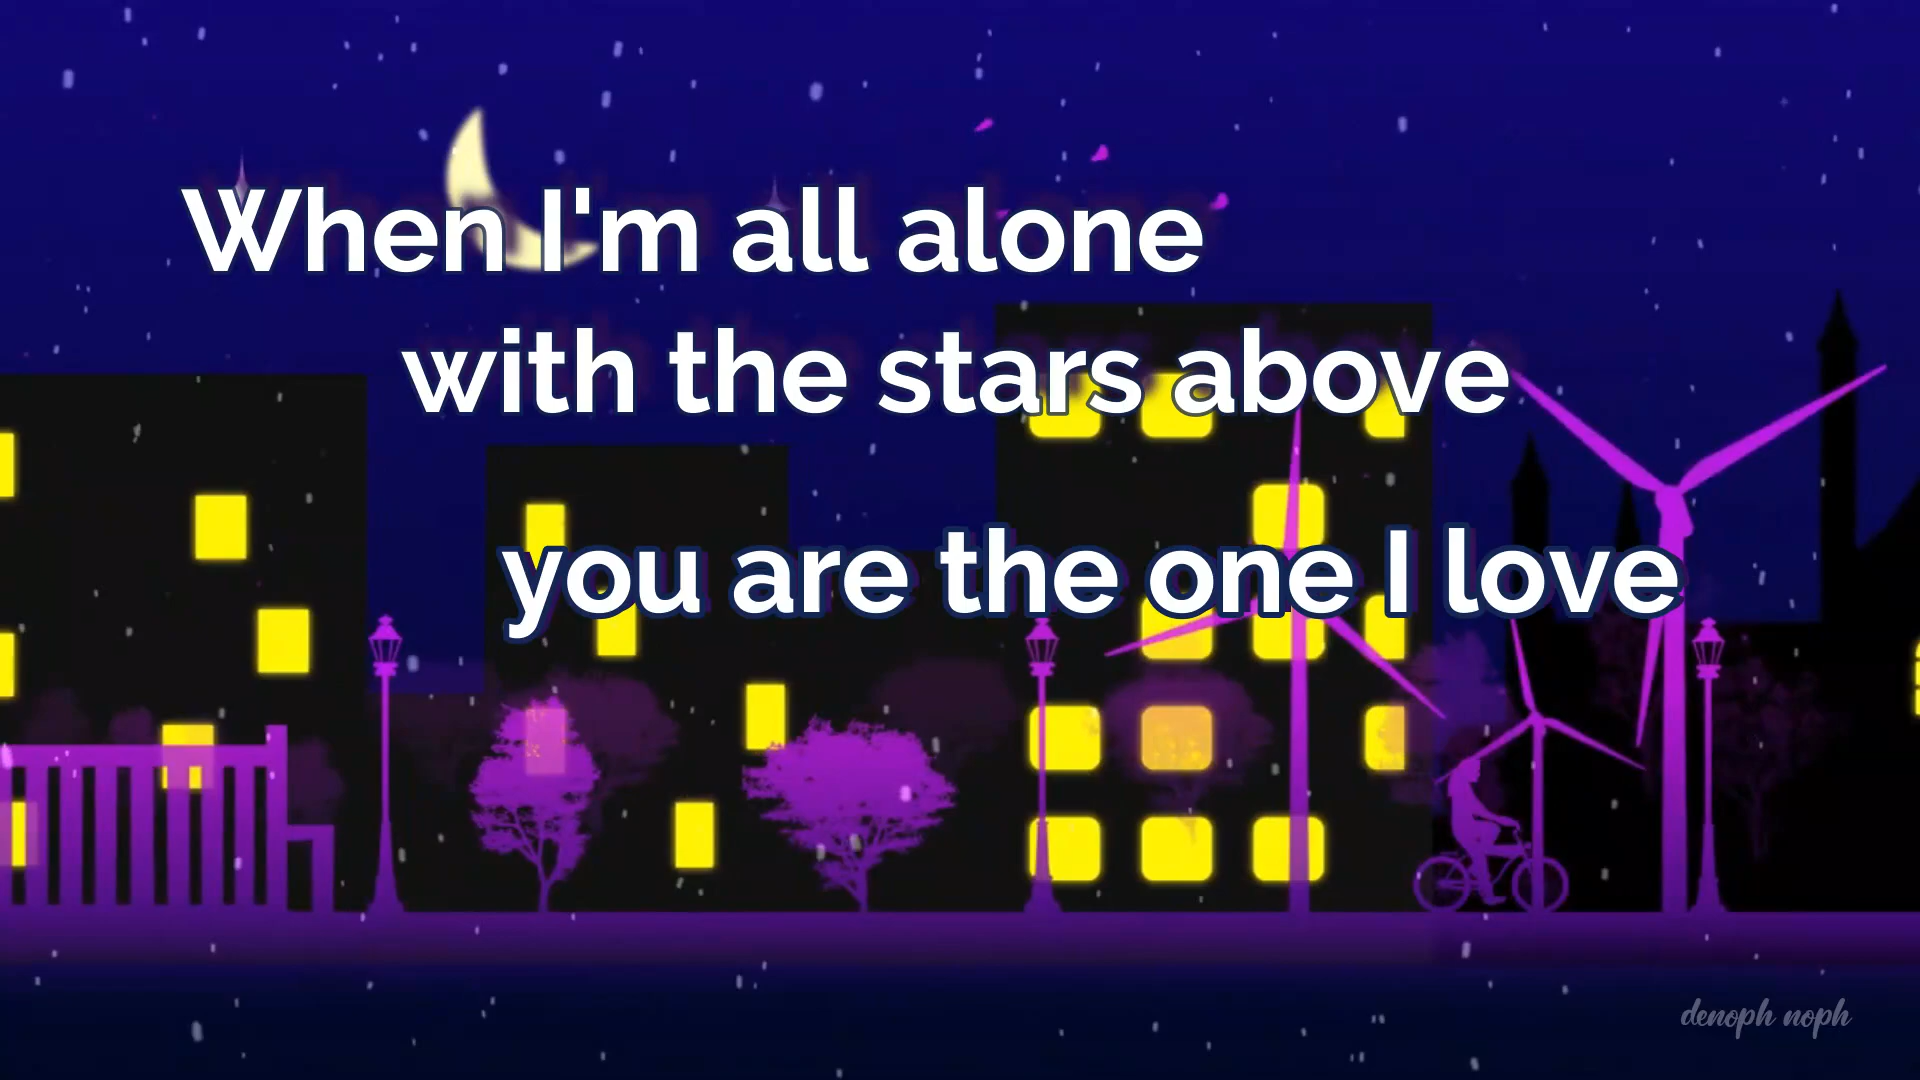 When I'm all alone
with the stars above
you are the one I love
denoph noph